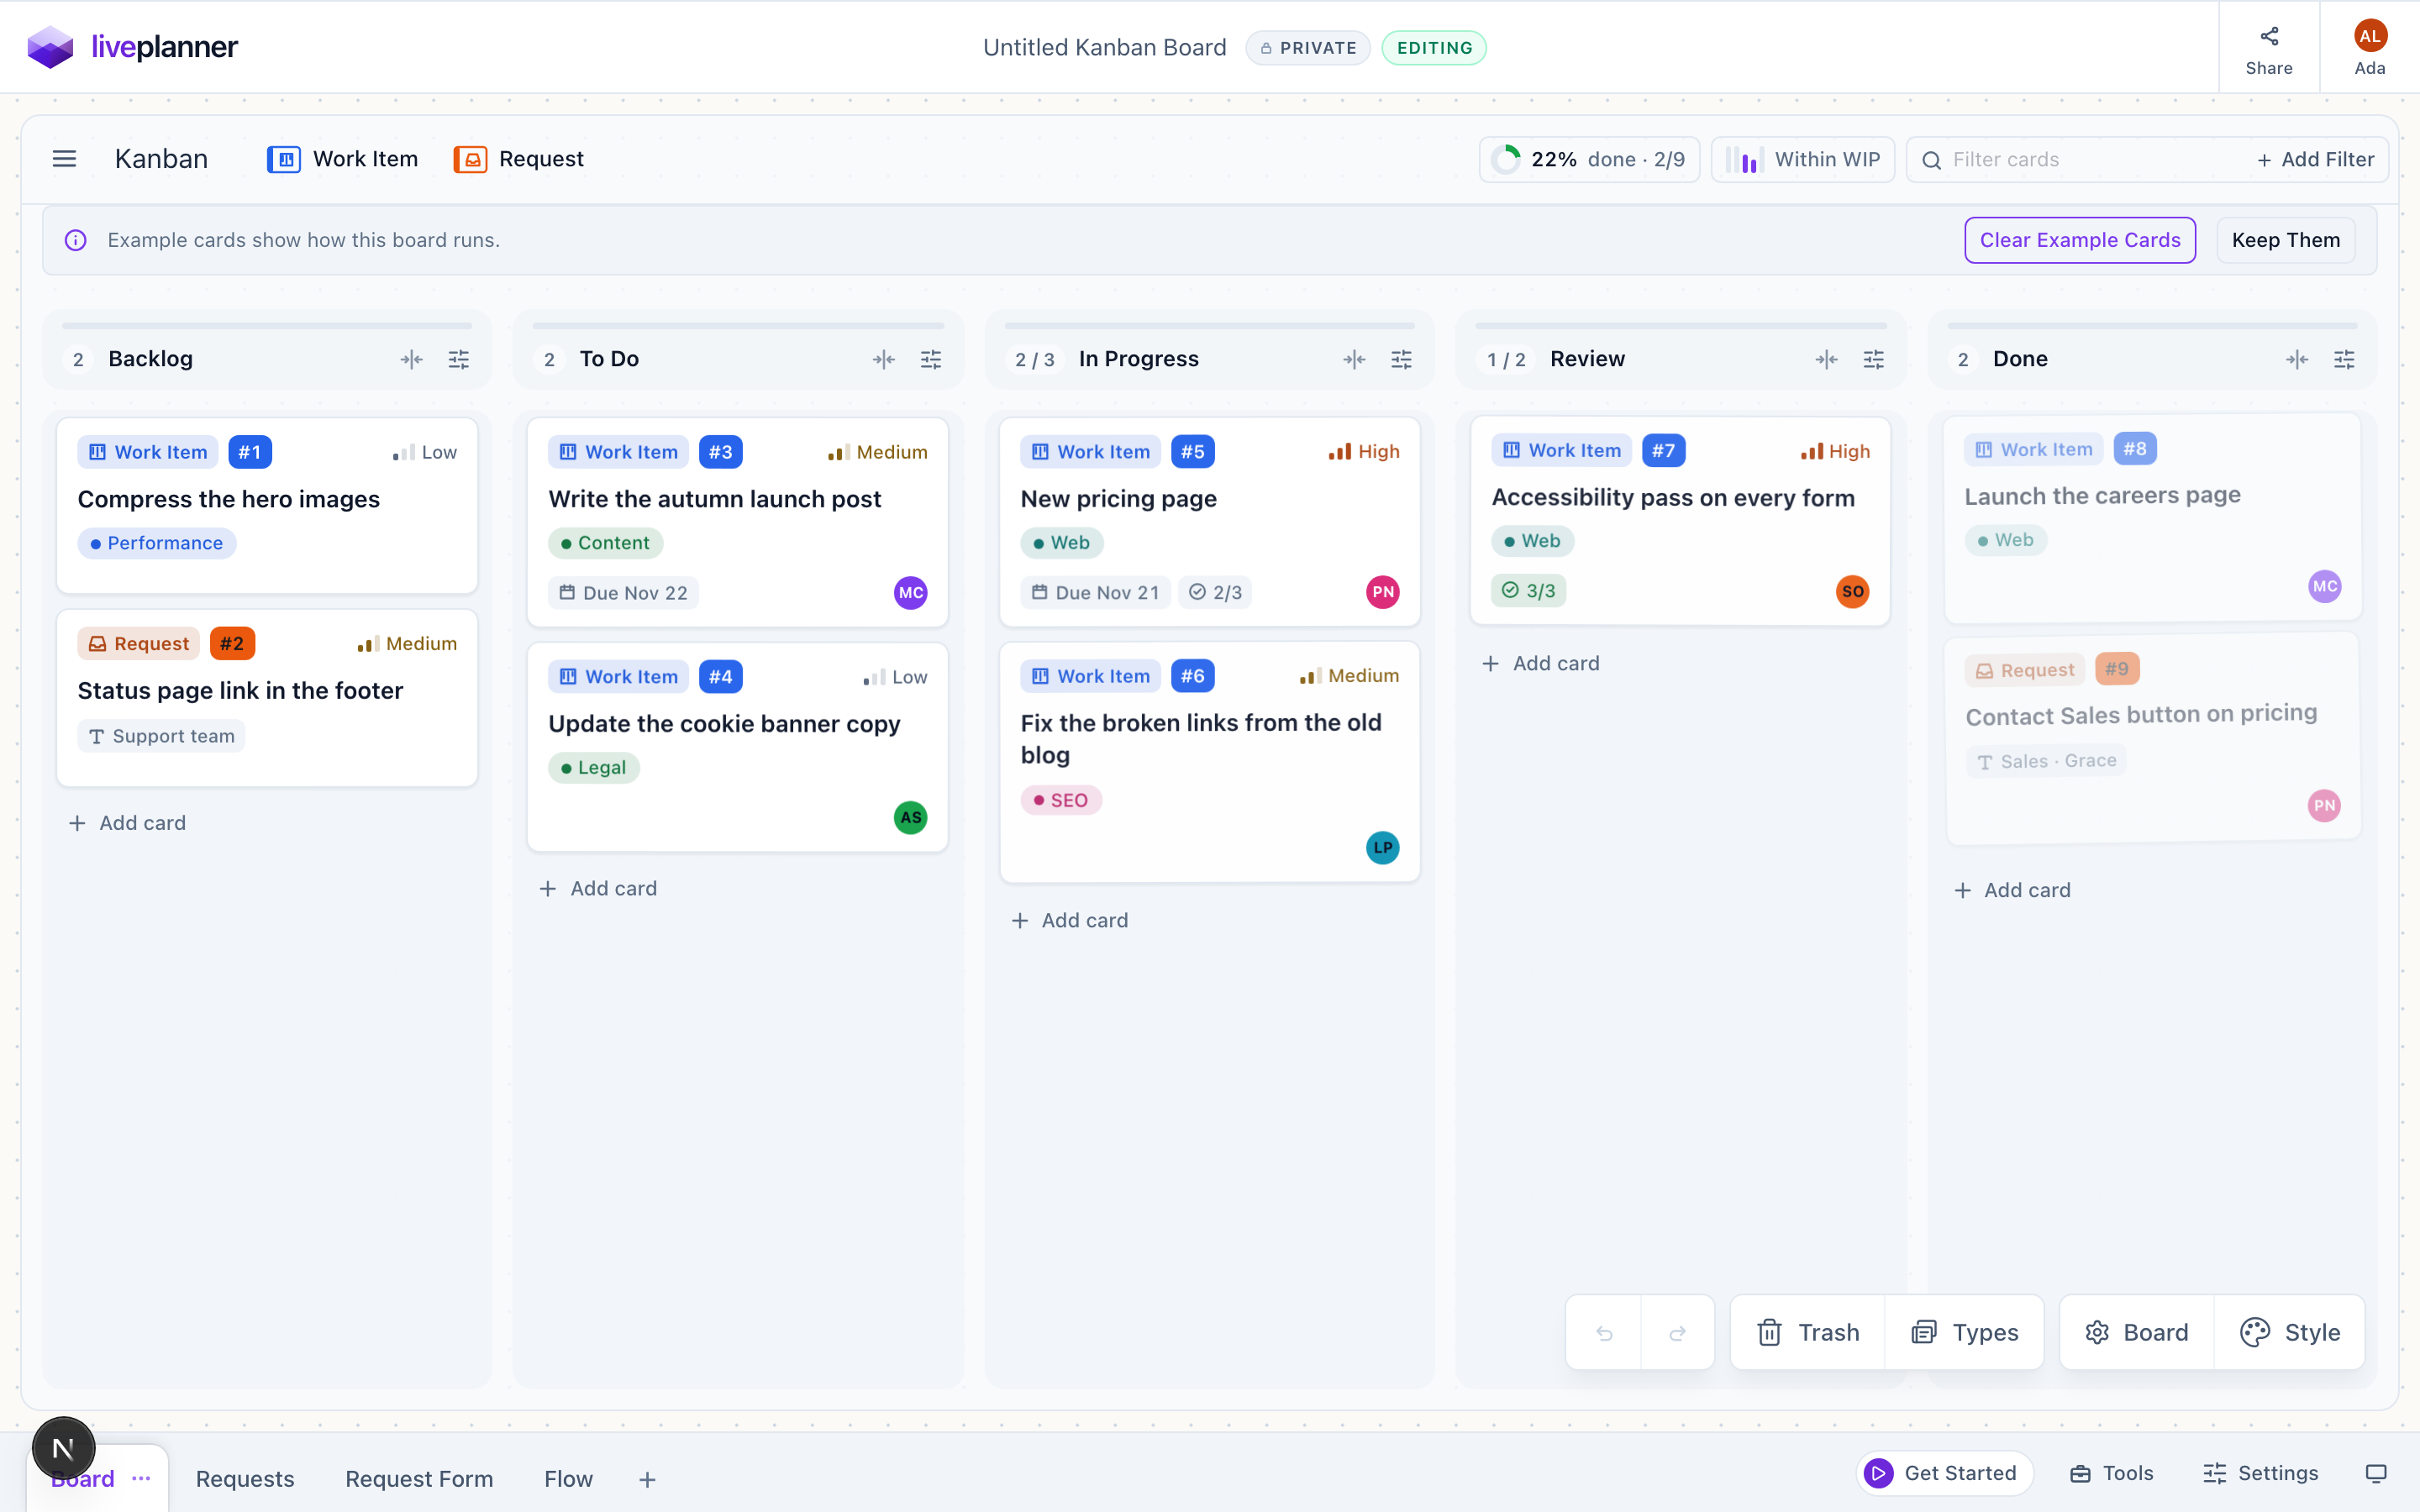 liveplanner
Untitled Kanban Board
PRIVATE
EDITING
Share
AL
Ada
Kanban
Work Item
Request
22% done · 2/9
Within WIP
Filter cards
+ Add Filter
Example cards show how this board runs.
Clear Example Cards
Keep Them
2 Backlog
Work Item #1 Low
Compress the hero images
Performance
Request #2 Medium
Status page link in the footer
Support team
+ Add card
2 To Do
Work Item #3 Medium
Write the autumn launch post
Content
Due Nov 22 MC
Work Item #4 Low
Update the cookie banner copy
Legal
AS
+ Add card
2 / 3 In Progress
Work Item #5 High
New pricing page
Web
Due Nov 21 2/3 PN
Work Item #6 Medium
Fix the broken links from the old
blog
SEO
LP
+ Add card
1 / 2 Review
Work Item #7 High
Accessibility pass on every form
Web
3/3 SO
+ Add card
2 Done
Work Item #8
Launch the careers page
Web
MC
Request #9
Contact Sales button on pricing
Sales · Grace
PN
+ Add card
Trash
Types
Board
Style
N
Board
Requests
Request Form
Flow
+
Get Started
Tools
Settings